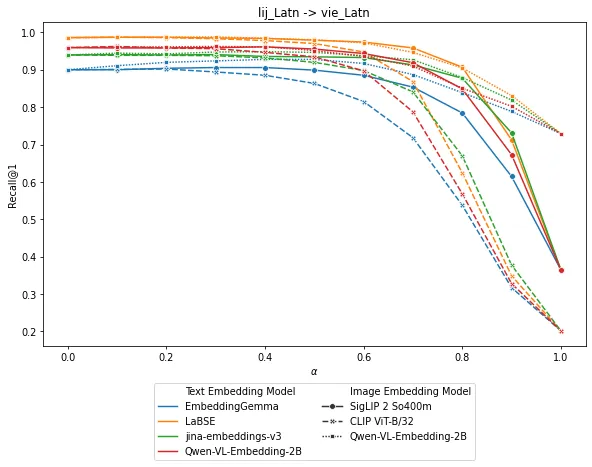 lij_Latn -> vie_Latn
Recall@1
1.0
0.9
0.8
0.7
0.6
0.5
0.4
0.3
0.2
0.0 0.2 0.4 0.6 0.8 1.0
α
Text Embedding Model
EmbeddingGemma
LaBSE
jina-embeddings-v3
Qwen-VL-Embedding-2B
Image Embedding Model
SigLIP 2 So400m
CLIP ViT-B/32
Qwen-VL-Embedding-2B